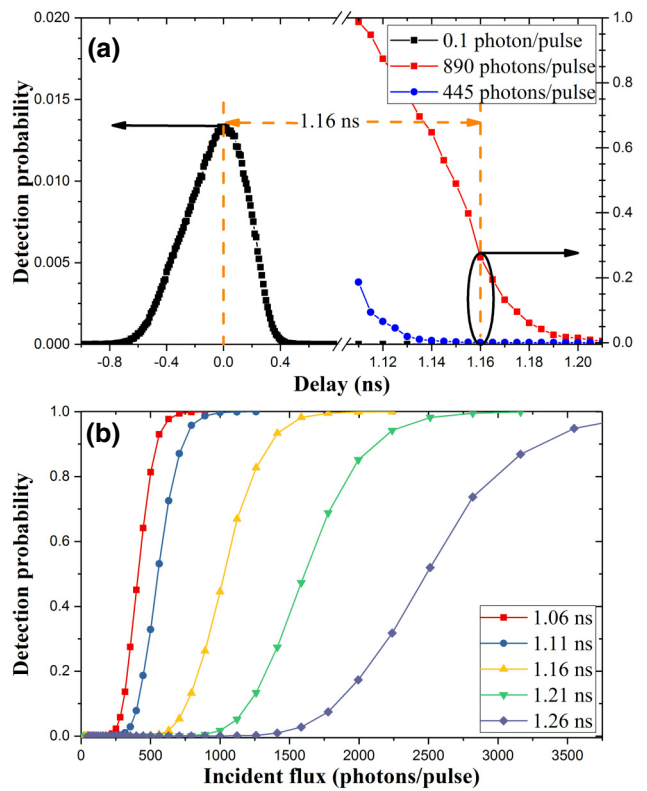 (a)
0.1 photon/pulse
890 photons/pulse
445 photons/pulse
1.16 ns
Detection probability
0.020
0.015
0.010
0.005
0.000
1.0
0.8
0.6
0.4
0.2
0.0
-0.8 -0.4 0.0 0.4 1.12 1.14 1.16 1.18 1.20
Delay (ns)
(b)
Detection probability
1.0
0.8
0.6
0.4
0.2
0.0
1.06 ns
1.11 ns
1.16 ns
1.21 ns
1.26 ns
0 500 1000 1500 2000 2500 3000 3500
Incident flux (photons/pulse)